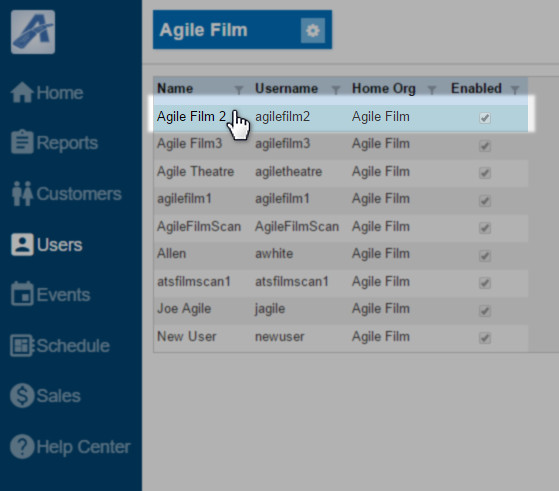 Agile Film
Home
Reports
Customers
Users
Events
Schedule
Sales
Help Center
Name Username Home Org Enabled
Agile Film 2 agilefilm2 Agile Film
Agile Film3 agilefilm3 Agile Film
Agile Theatre agiletheatre Agile Film
agilefilm1 agilefilm1 Agile Film
AgileFilmScan AgileFilmScan Agile Film
Allen awhite Agile Film
atsfilmscan1 atsfilmscan1 Agile Film
Joe Agile jagile Agile Film
New User newuser Agile Film